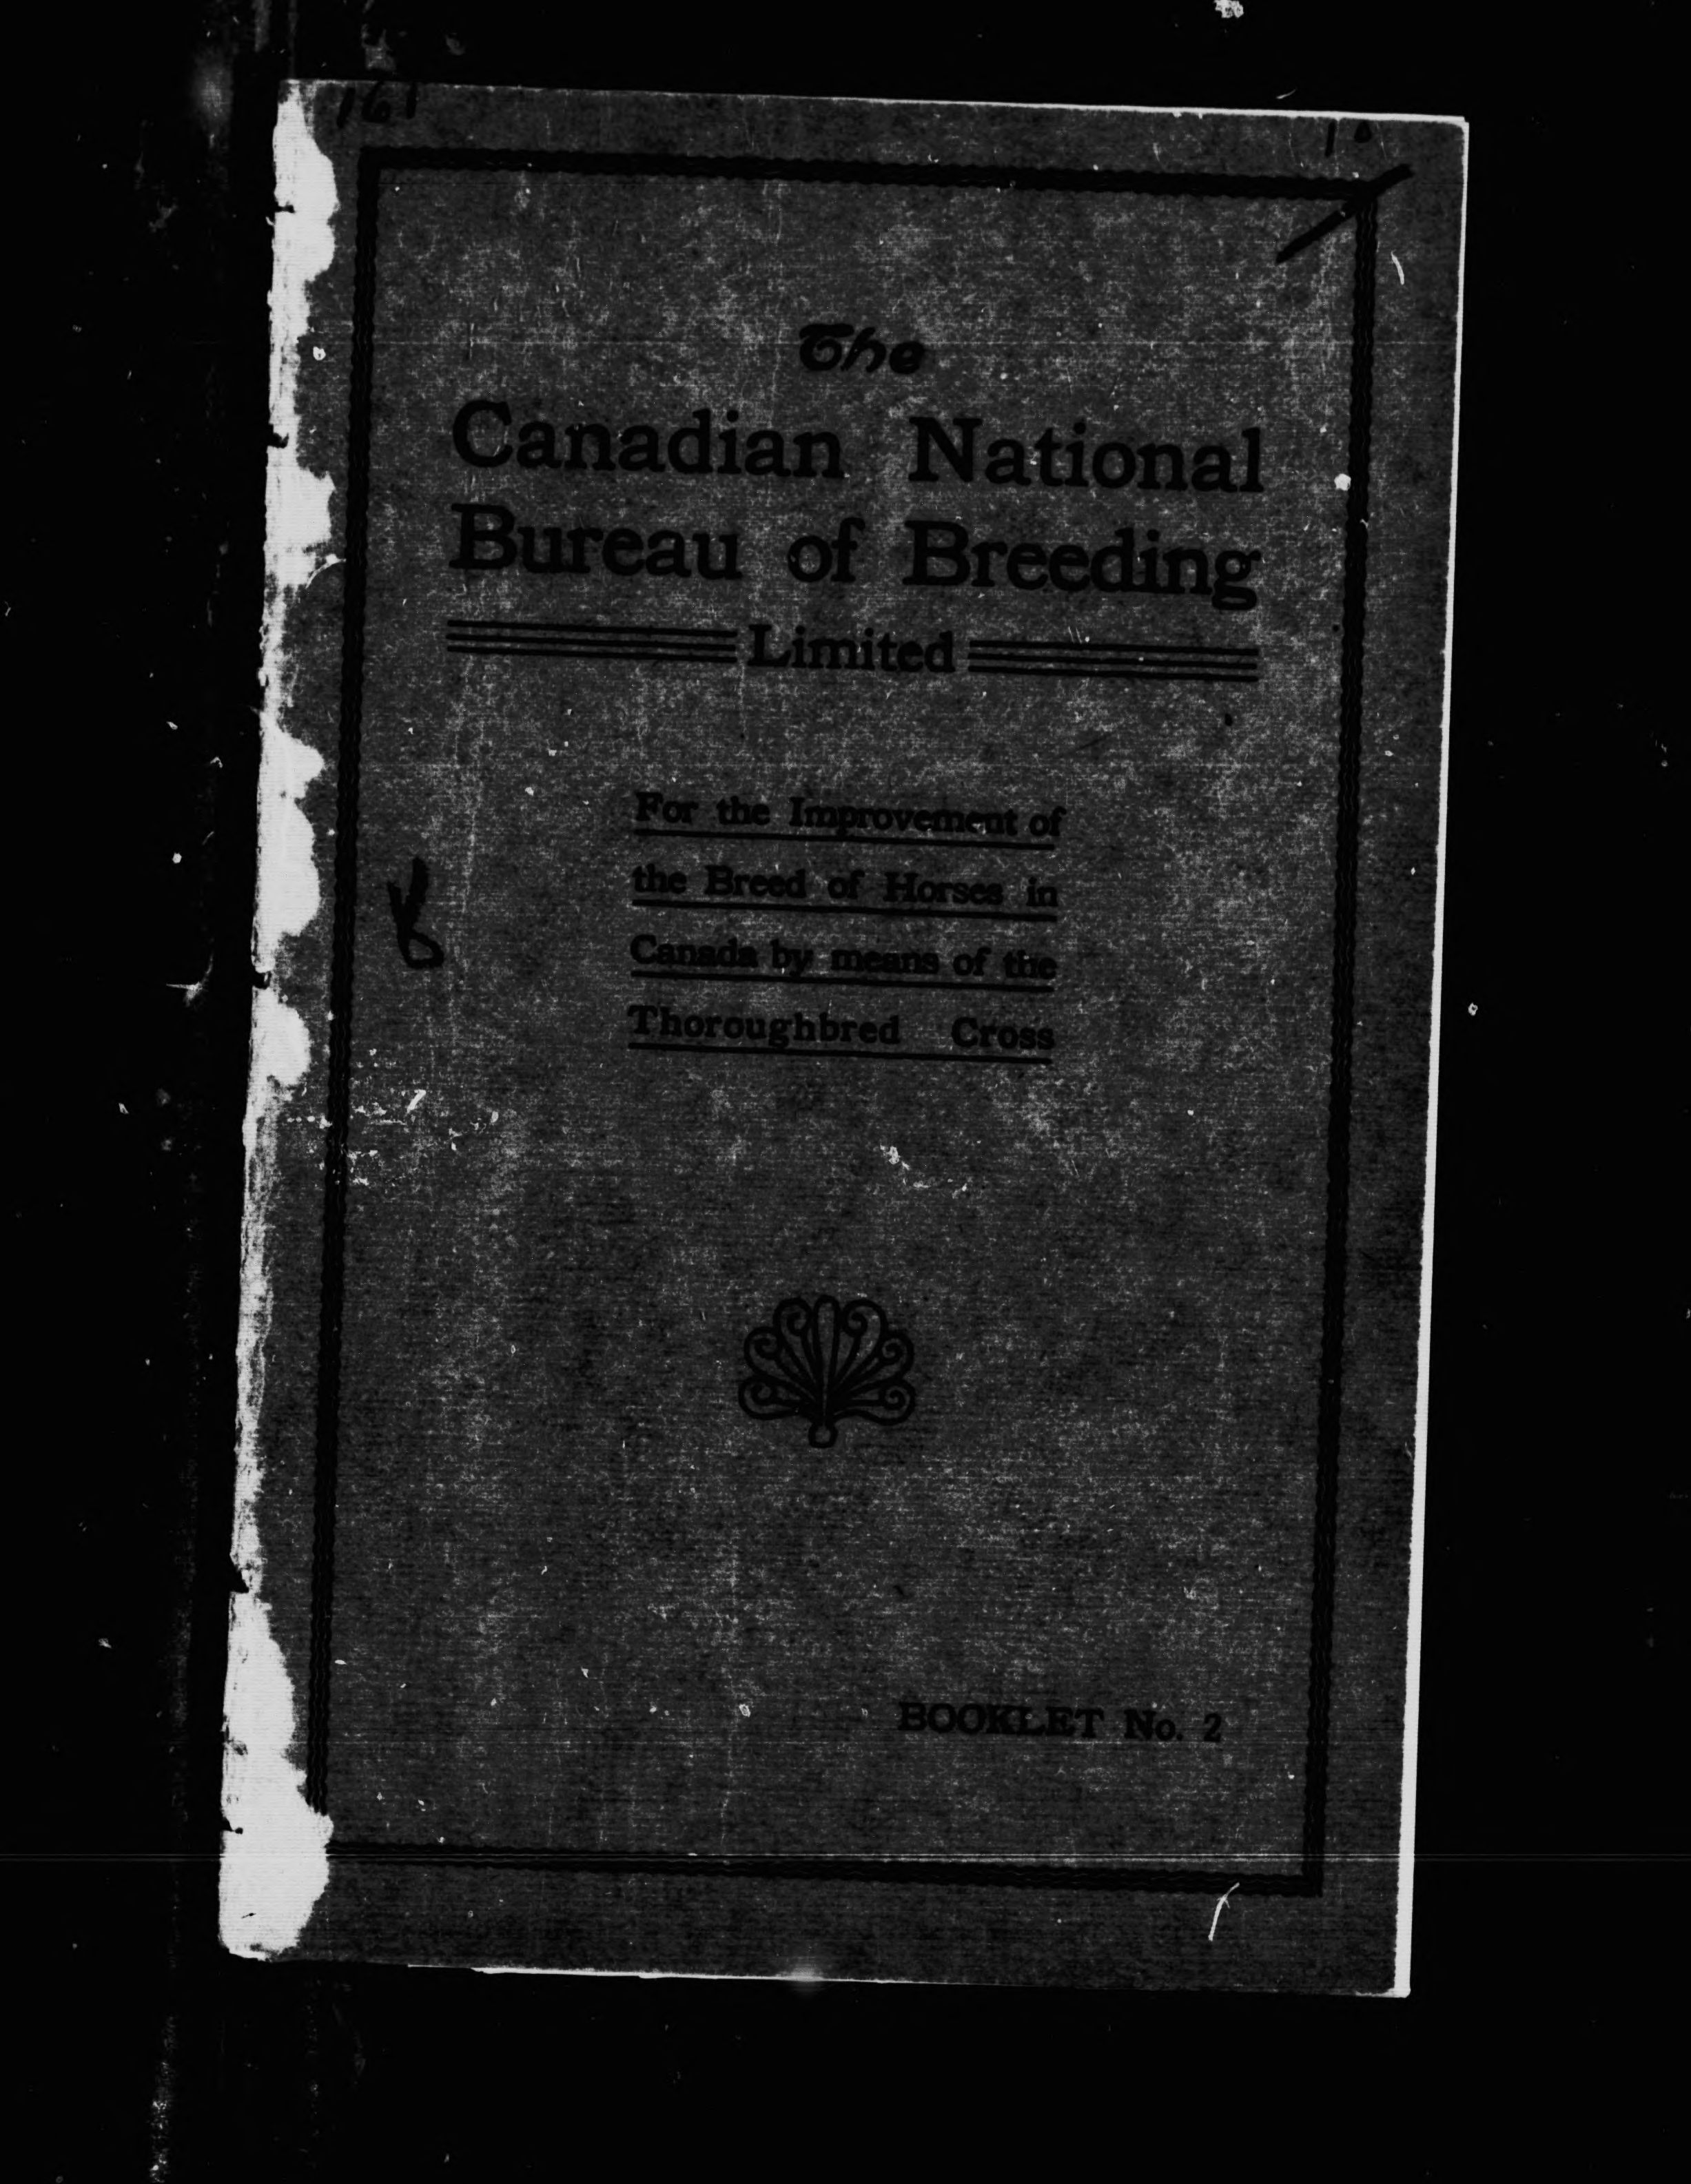 161
The
Canadian National
Bureau of Breeding
Limited
For the Improvement of
the Breed of Horses in
Canada by means of the
Thoroughbred Cross
BOOKLET No. 2